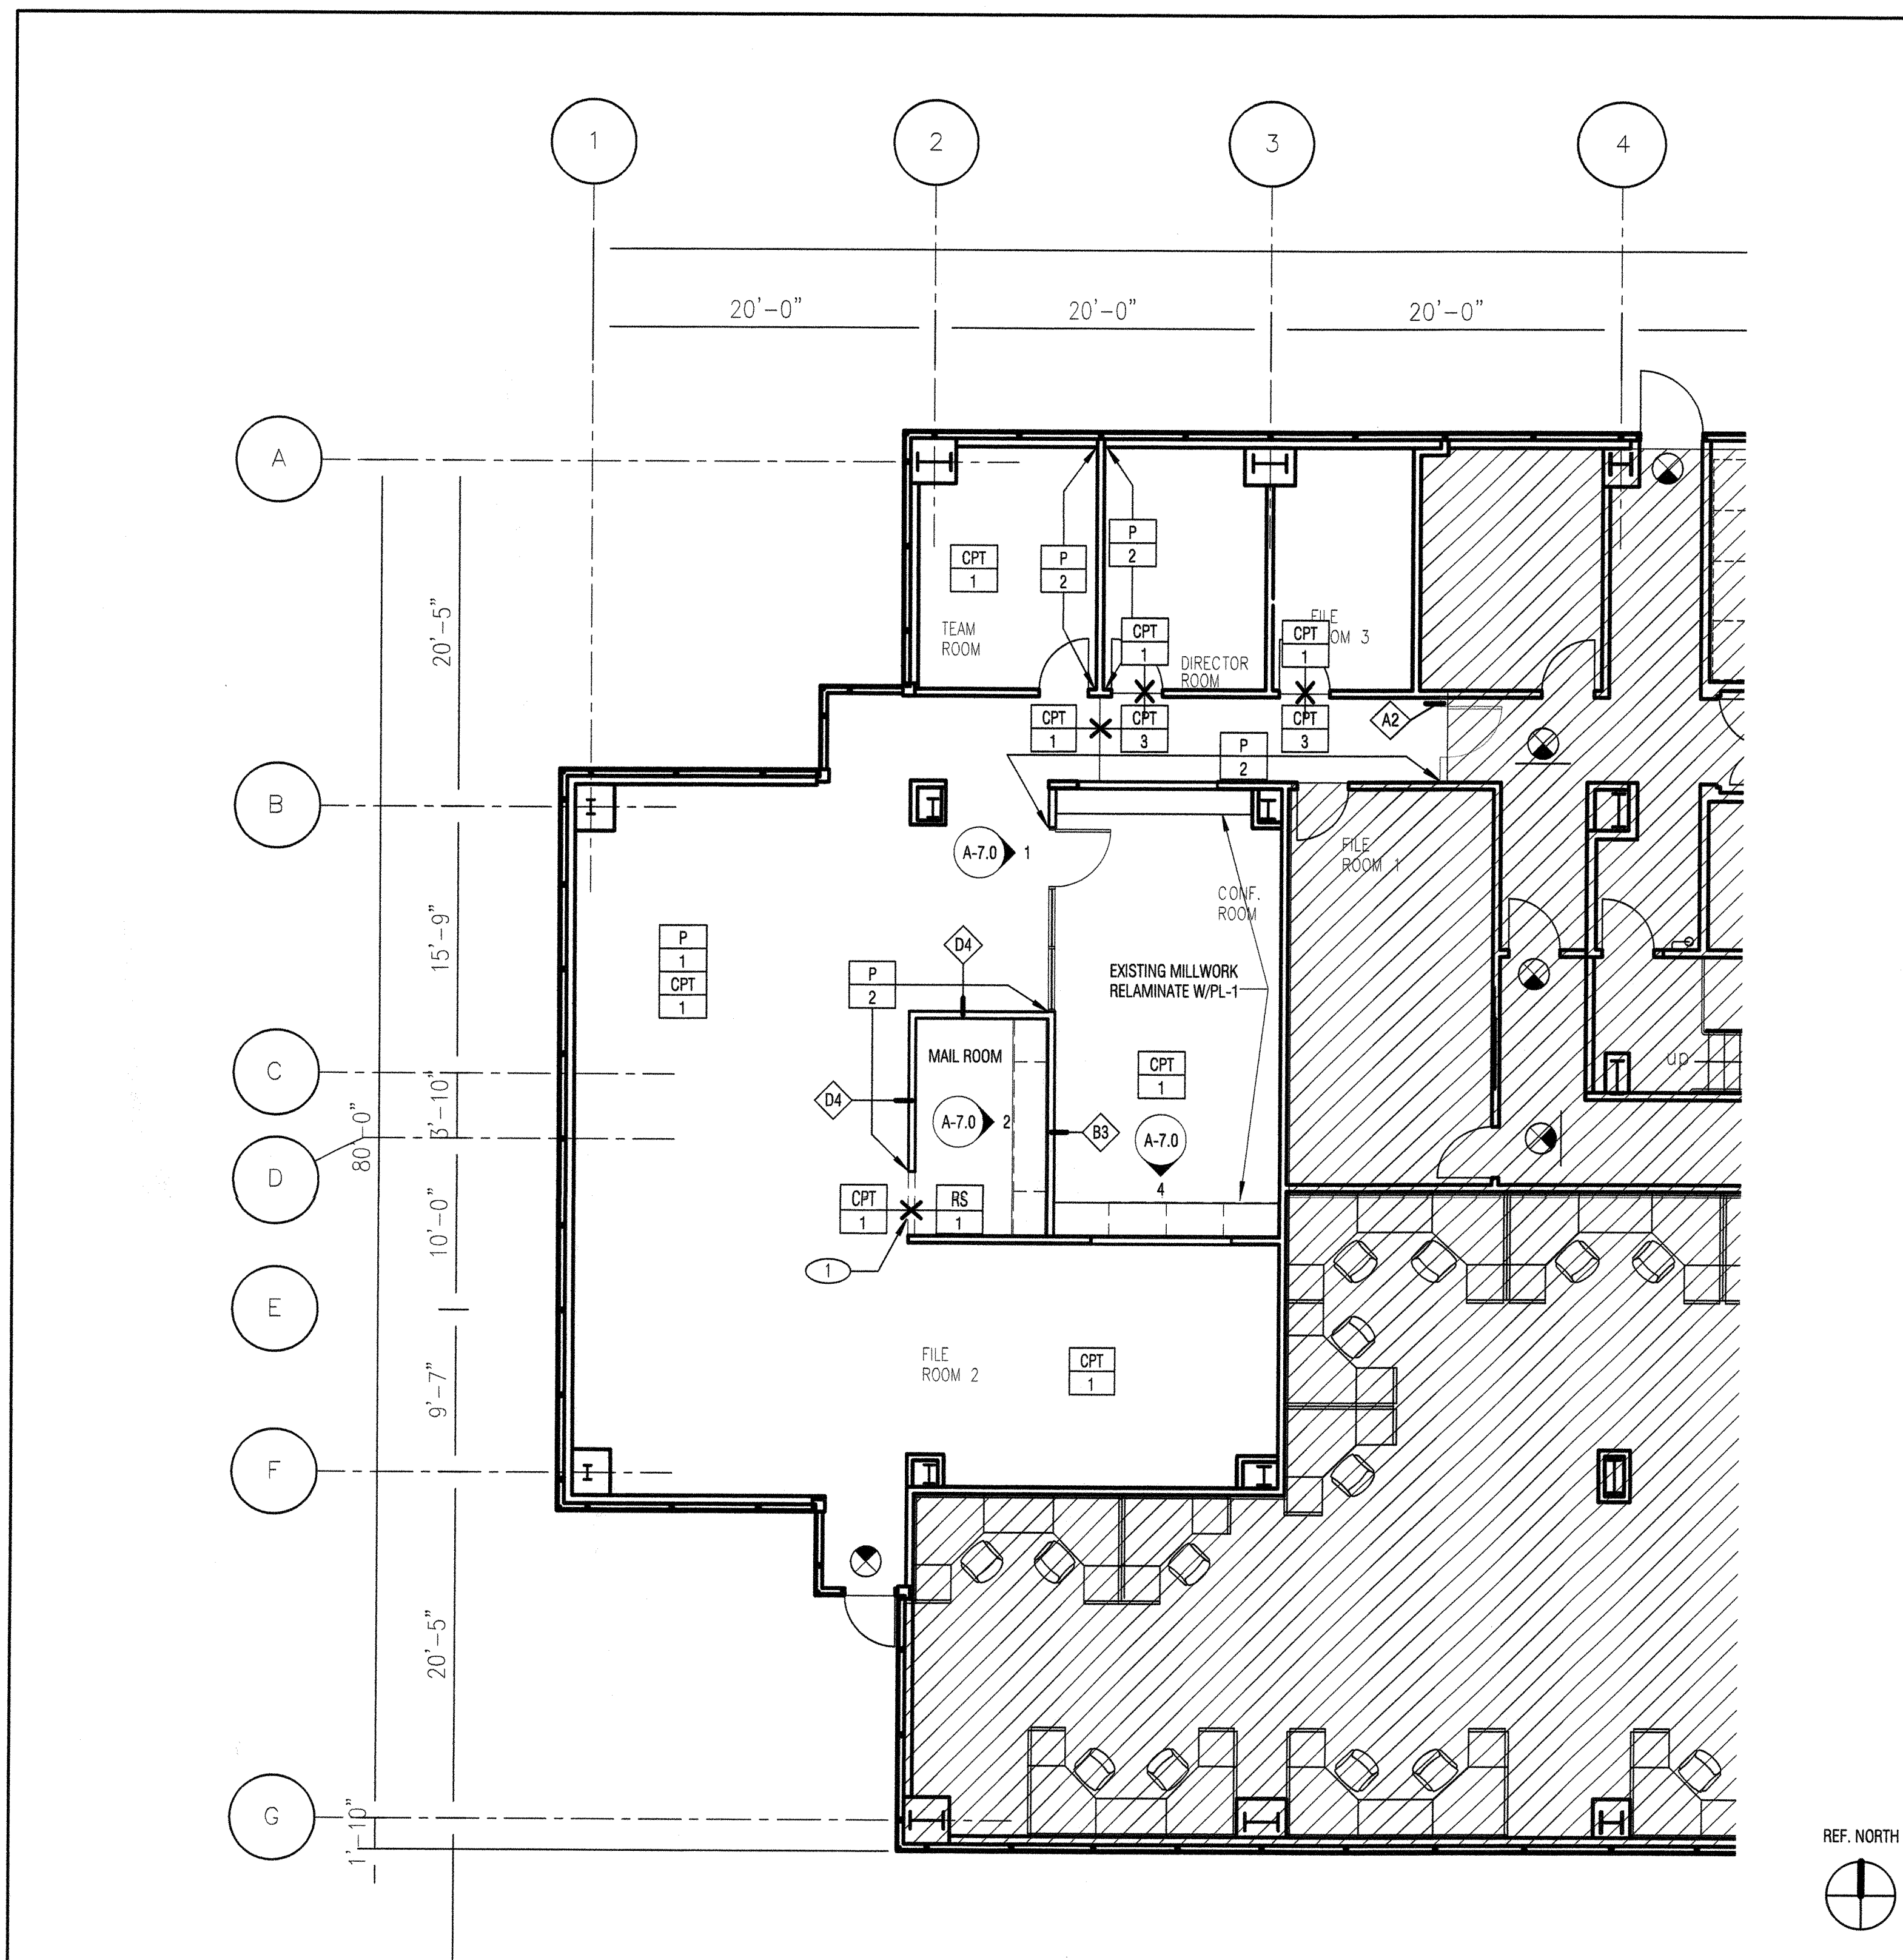 1
2
3
4
20'-0"
20'-0"
20'-0"
A
B
C
D
E
F
G
20'-5"
15'-9"
3'-10"
80'-0"
10'-0"
9'-7"
20'-5"
1'-10"
CPT
1
P
2
P
2
TEAM
ROOM
CPT
1
DIRECTOR
ROOM
FILE
OM 3
CPT
1
CPT
1
CPT
3
CPT
3
A2
P
2
A-7.0
1
FILE
ROOM 1
CONF.
ROOM
P
1
CPT
1
D4
P
2
EXISTING MILLWORK
RELAMINATE W/PL-1
MAIL ROOM
CPT
1
D4
A-7.0
2
B3
A-7.0
4
up
CPT
1
RS
1
1
FILE
ROOM 2
CPT
1
REF. NORTH